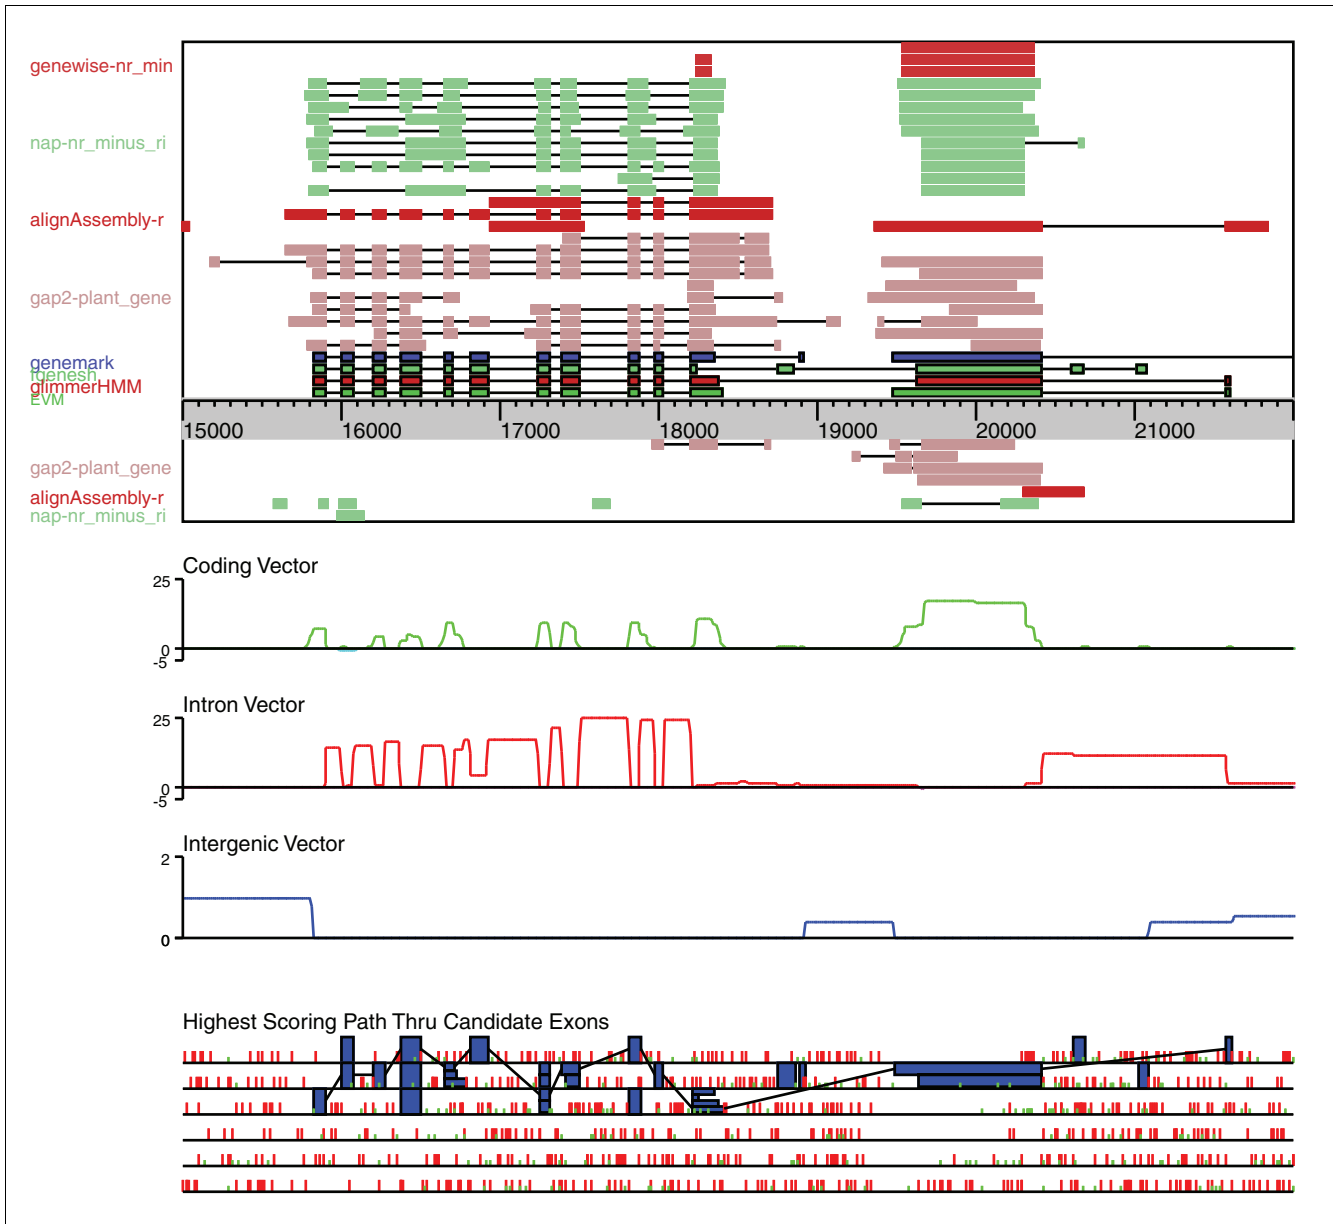 genewise-nr_min
nap-nr_minus_ri
alignAssembly-r
gap2-plant_gene
genemark
fgenesh
glimmerHMM
EVM
15000 16000 17000 18000 19000 20000 21000
gap2-plant_gene
alignAssembly-r
nap-nr_minus_ri
Coding Vector
25
0
-5
Intron Vector
25
0
-5
Intergenic Vector
2
0
Highest Scoring Path Thru Candidate Exons